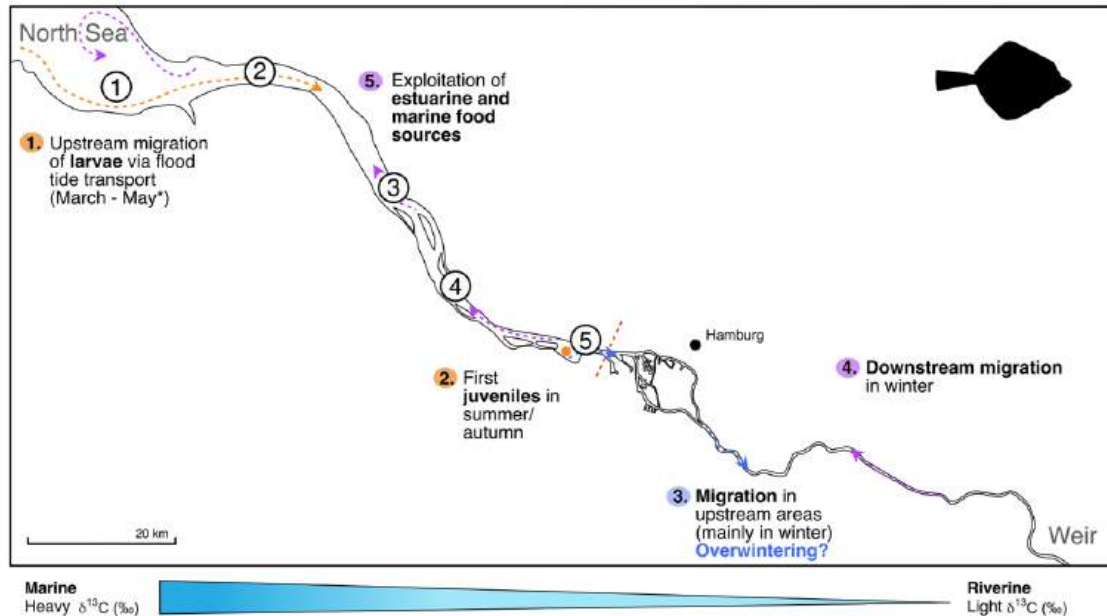 North Sea
1
2
5. Exploitation of
estuarine and
marine food
sources
1. Upstream migration
of larvae via flood
tide transport
(March - May*)
3
4
5
Hamburg
2. First
juveniles in
summer/
autumn
4. Downstream migration
in winter
3. Migration in
upstream areas
(mainly in winter)
Overwintering?
Weir
20 km
Marine
Heavy δ¹³C (‰)
Riverine
Light δ¹³C (‰)